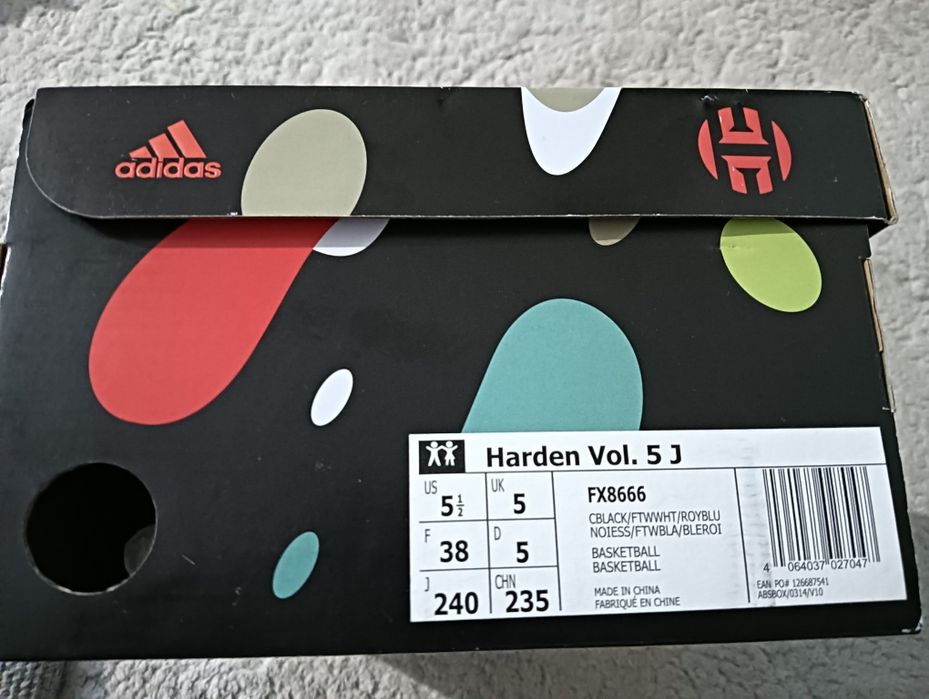 adidas
Harden Vol. 5 J
US 5½
UK 5
F 38
D 5
J 240
CHN 235
FX8666
CBLACK/FTWWHT/ROYBLU
NOIESS/FTWBLA/BLEROI
BASKETBALL
BASKETBALL
MADE IN CHINA
FABRIQUÉ EN CHINE
4 064037 027047
EAN PO# 126687541
ABSBOX/0314/V10